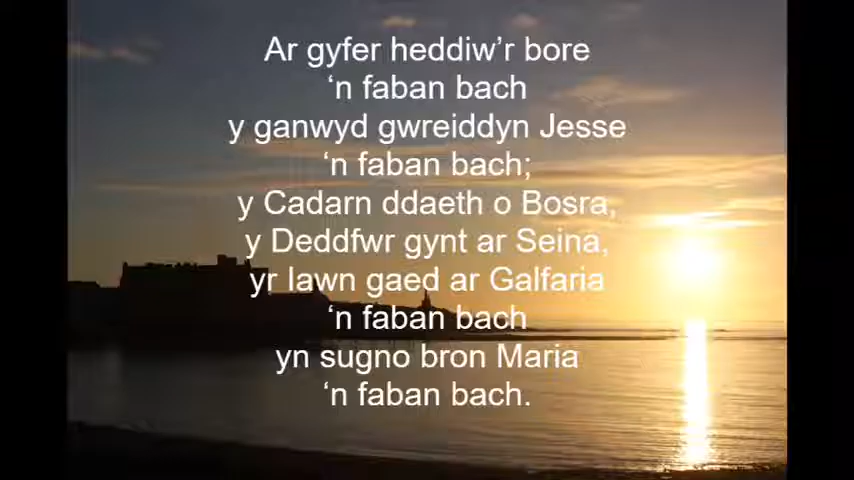 Ar gyfer heddiw’r bore
‘n faban bach
y ganwyd gwreiddyn Jesse
‘n faban bach;
y Cadarn ddaeth o Bosra,
y Deddfwr gynt ar Seina,
yr Iawn gaed ar Galfaria
‘n faban bach
yn sugno bron Maria
‘n faban bach.